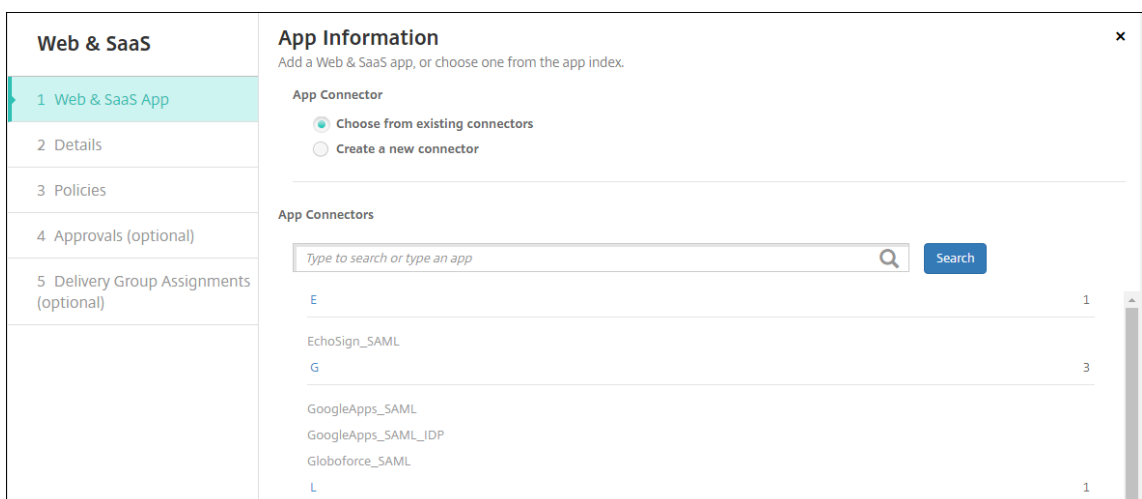 Web & SaaS
1 Web & SaaS App
2 Details
3 Policies
4 Approvals (optional)
5 Delivery Group Assignments
(optional)
App Information
×
Add a Web & SaaS app, or choose one from the app index.
App Connector
Choose from existing connectors
Create a new connector
App Connectors
Type to search or type an app
Search
E 1
EchoSign_SAML
G 3
GoogleApps_SAML
GoogleApps_SAML_IDP
Globoforce_SAML
L 1